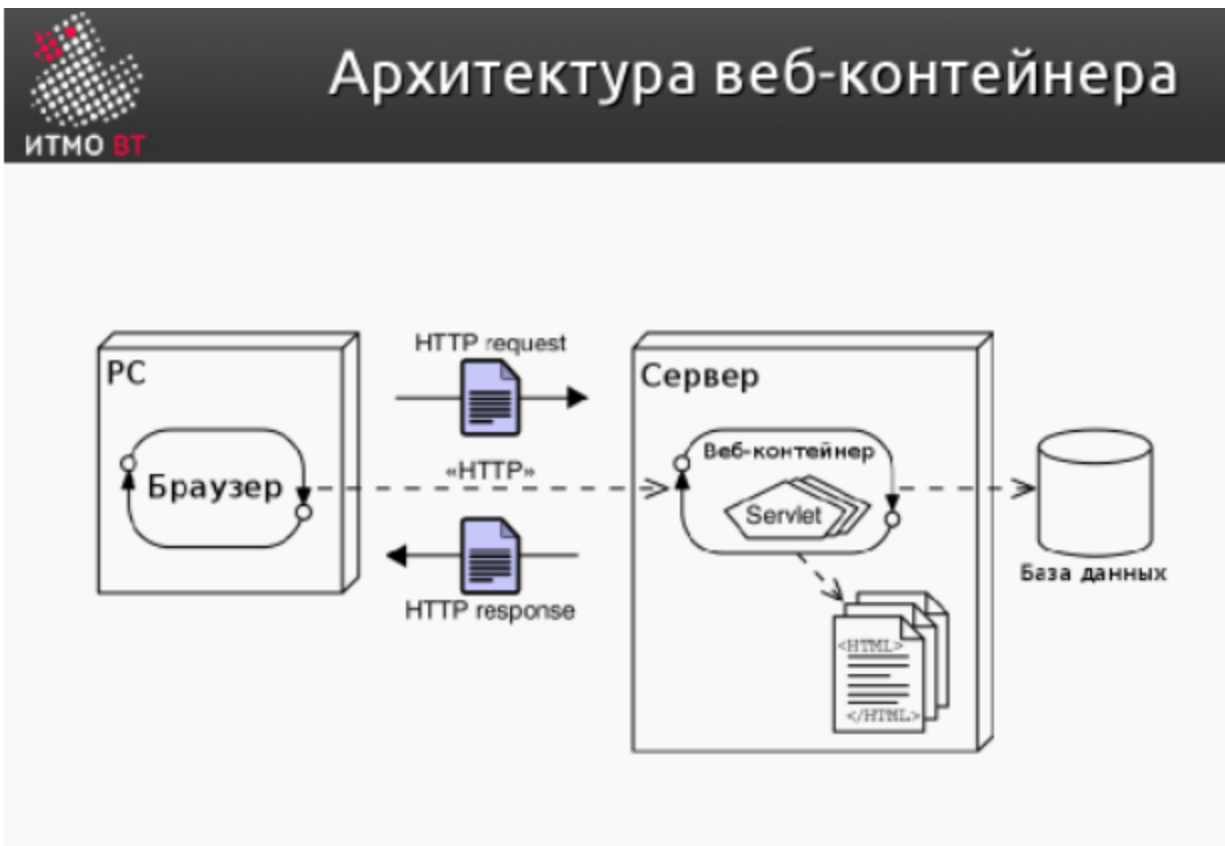 Архитектура веб-контейнера
ИТМО ВТ
PC
Браузер
HTTP request
«HTTP»
HTTP response
Сервер
Веб-контейнер
Servlet
<HTML>
</HTML>
База данных